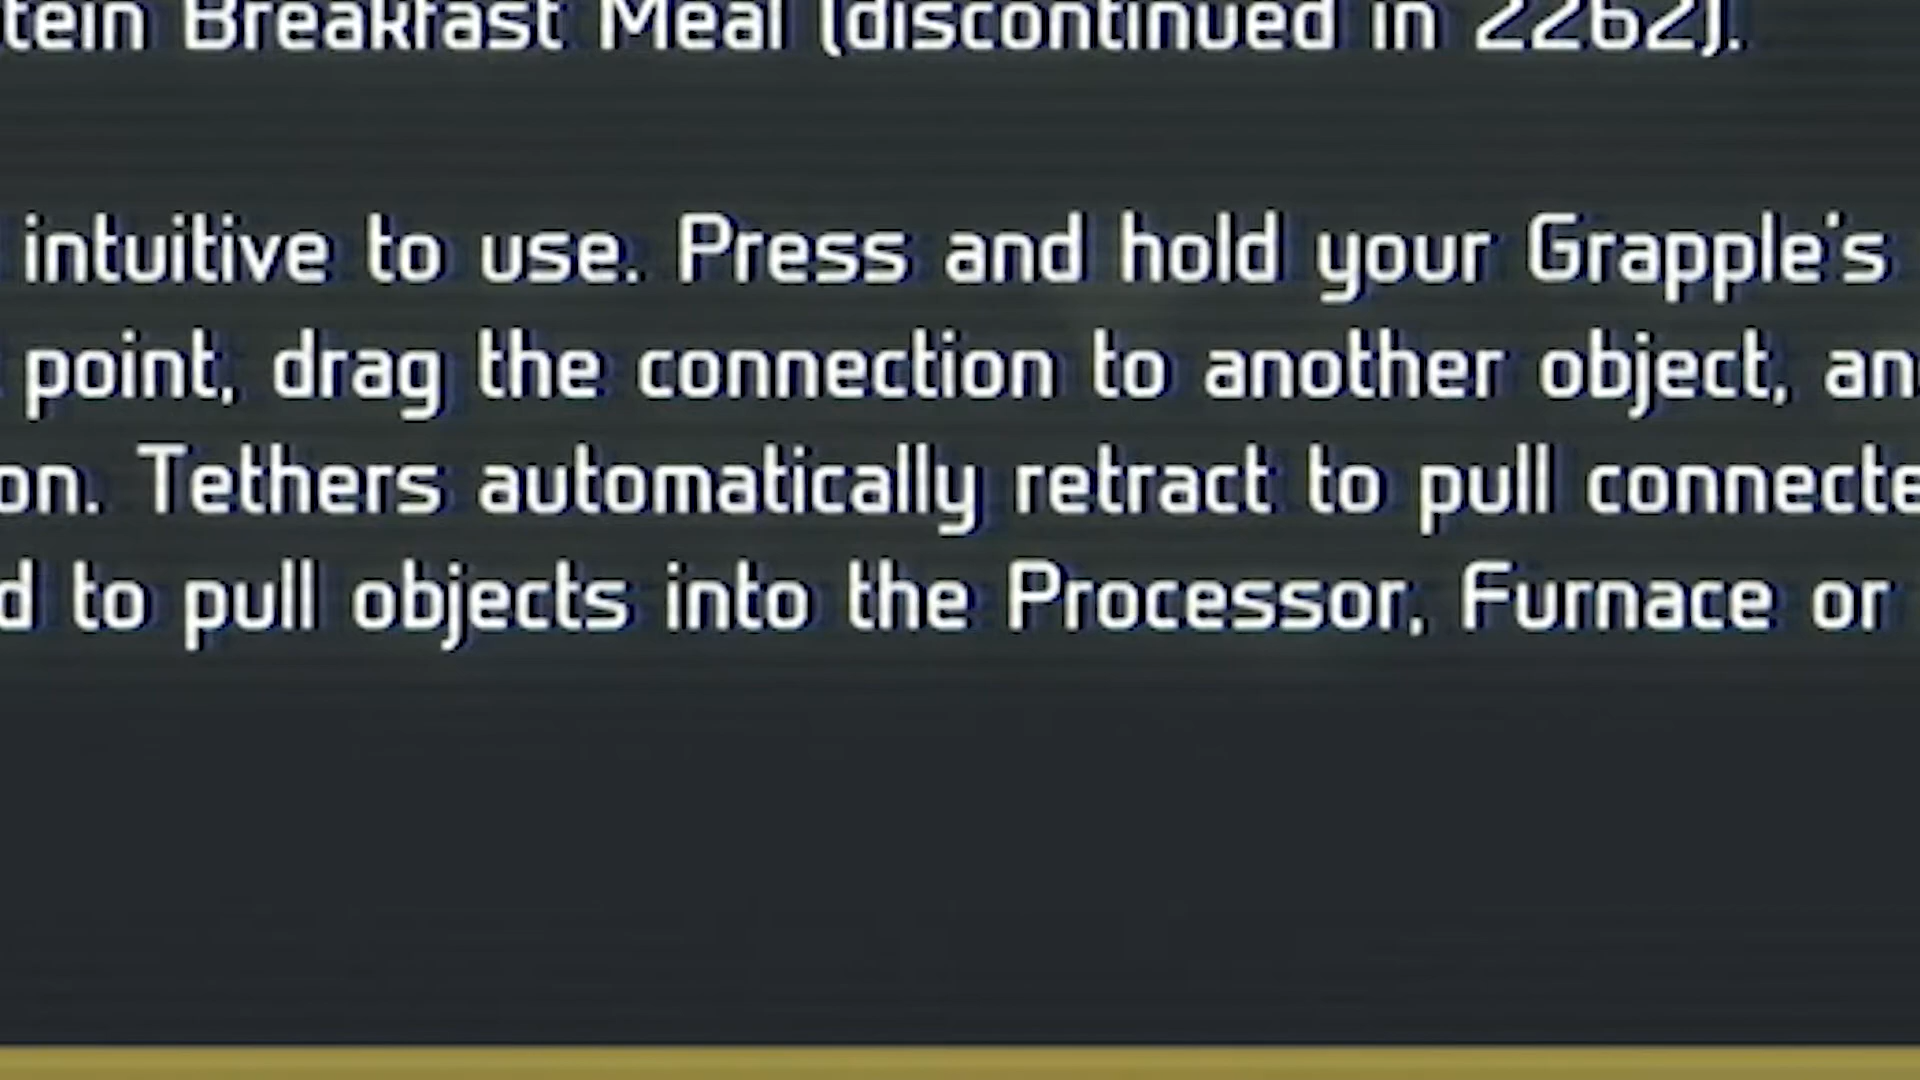 tein Breakfast Meal (discontinued in 2262).
intuitive to use. Press and hold your Grapple's
point, drag the connection to another object, an
on. Tethers automatically retract to pull connecte
d to pull objects into the Processor, Furnace or